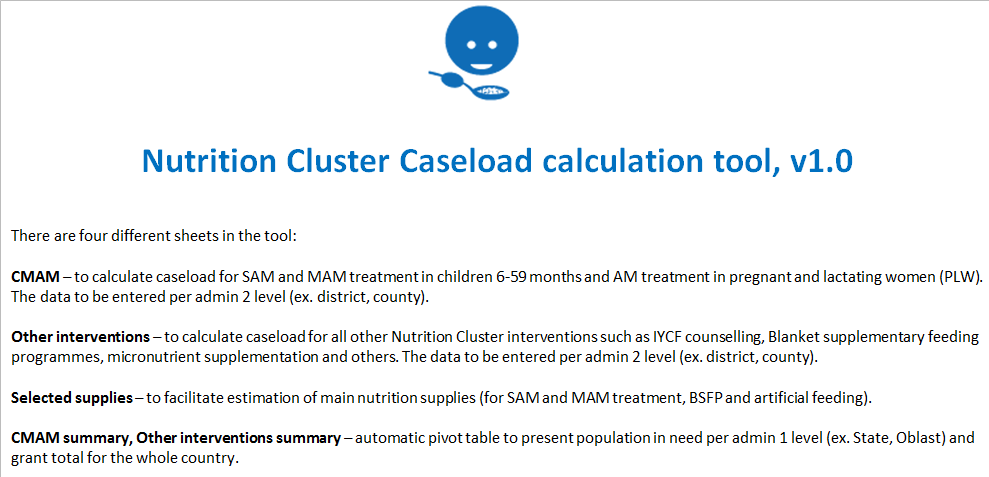 Nutrition Cluster Caseload calculation tool, v1.0
There are four different sheets in the tool:
CMAM – to calculate caseload for SAM and MAM treatment in children 6-59 months and AM treatment in pregnant and lactating women (PLW).
The data to be entered per admin 2 level (ex. district, county).
Other interventions – to calculate caseload for all other Nutrition Cluster interventions such as IYCF counselling, Blanket supplementary feeding
programmes, micronutrient supplementation and others. The data to be entered per admin 2 level (ex. district, county).
Selected supplies – to facilitate estimation of main nutrition supplies (for SAM and MAM treatment, BSFP and artificial feeding).
CMAM summary, Other interventions summary – automatic pivot table to present population in need per admin 1 level (ex. State, Oblast) and
grant total for the whole country.